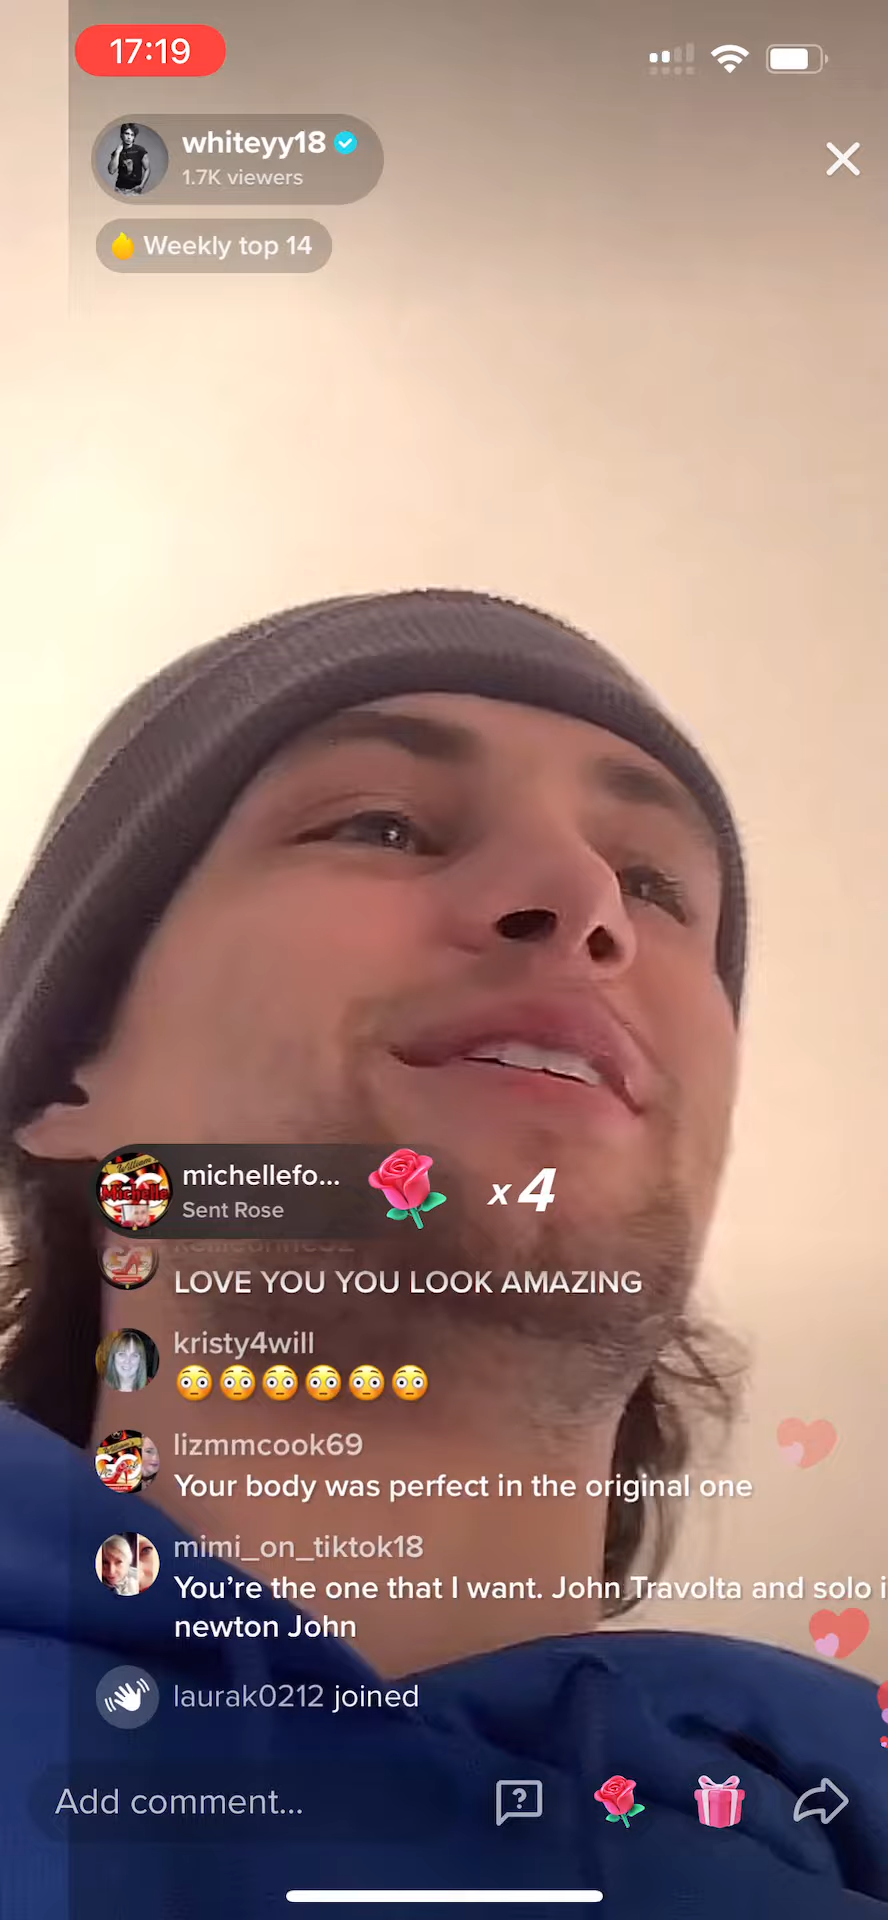 17:19
whiteyy18
1.7K viewers
Weekly top 14
michellefo...
Sent Rose
x4
LOVE YOU YOU LOOK AMAZING
kristy4will
lizmmcook69
Your body was perfect in the original one
mimi_on_tiktok18
You’re the one that I want. John Travolta and solo i
newton John
laurak0212 joined
Add comment...